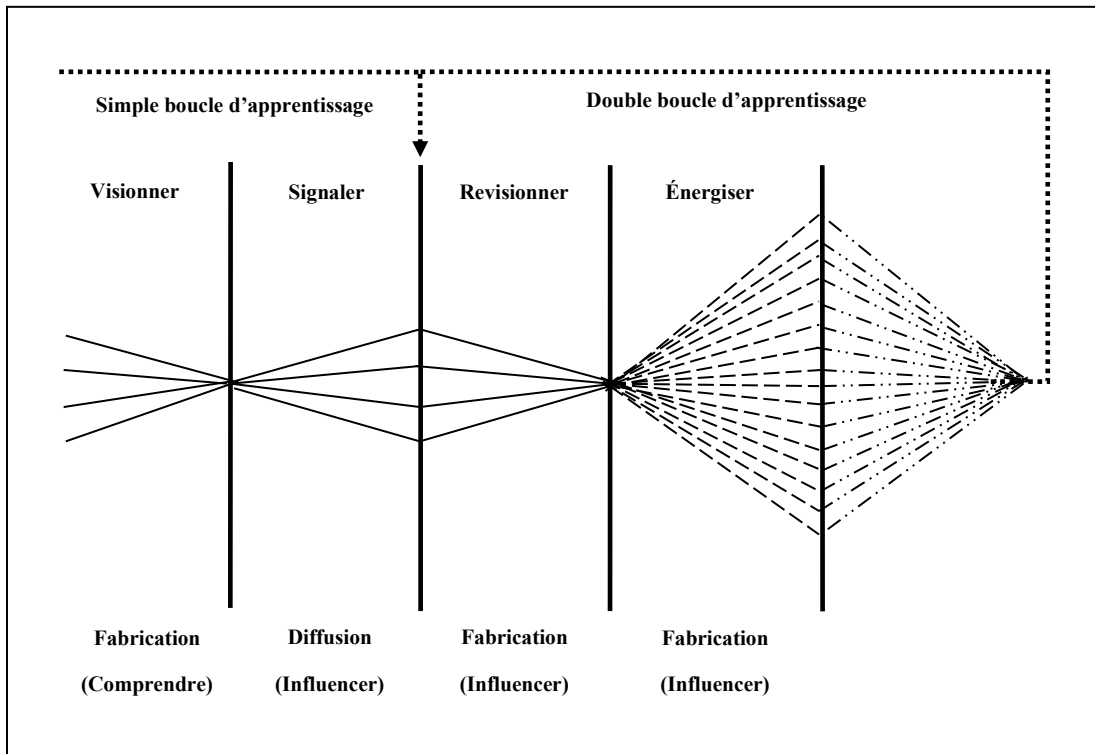 Simple boucle d'apprentissage
Double boucle d'apprentissage
Visionner
Signaler
Revisionner
Énergiser
Fabrication
Diffusion
Fabrication
Fabrication
(Comprendre)
(Influencer)
(Influencer)
(Influencer)